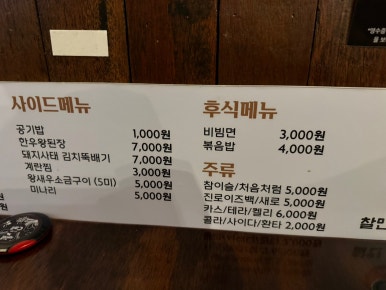 사이드메뉴
공기밥 1,000원
한우왕된장 7,000원
돼지사태 김치뚝배기 7,000원
계란찜 3,000원
왕새우소금구이 (5미) 5,000원
미나리 5,000원
후식메뉴
비빔면 3,000원
볶음밥 4,000원
주류
참이슬/처음처럼 5,000원
진로이즈백/새로 5,000원
카스/테라/켈리 6,000원
콜라/사이다/환타 2,000원
원